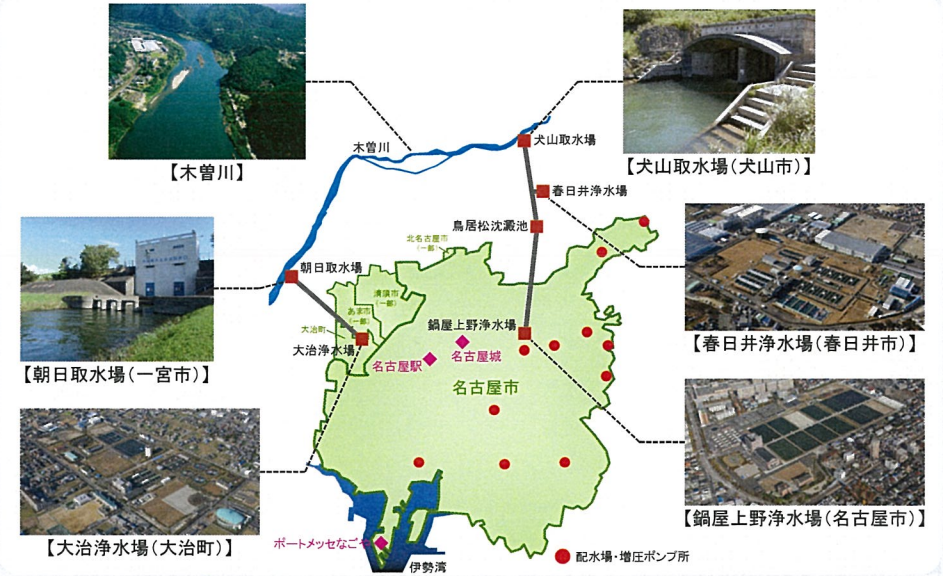 【木曽川】
【犬山取水場(犬山市)】
木曽川
犬山取水場
春日井浄水場
鳥居松沈澱池
北名古屋市
(一部)
朝日取水場
清須市
(一部)
あま市
(一部)
大治町
大治浄水場
鍋屋上野浄水場
名古屋駅
名古屋城
名古屋市
【朝日取水場(一宮市)】
【春日井浄水場(春日井市)】
【大治浄水場(大治町)】
【鍋屋上野浄水場(名古屋市)】
ポートメッセなごや
伊勢湾
配水場・増圧ポンプ所